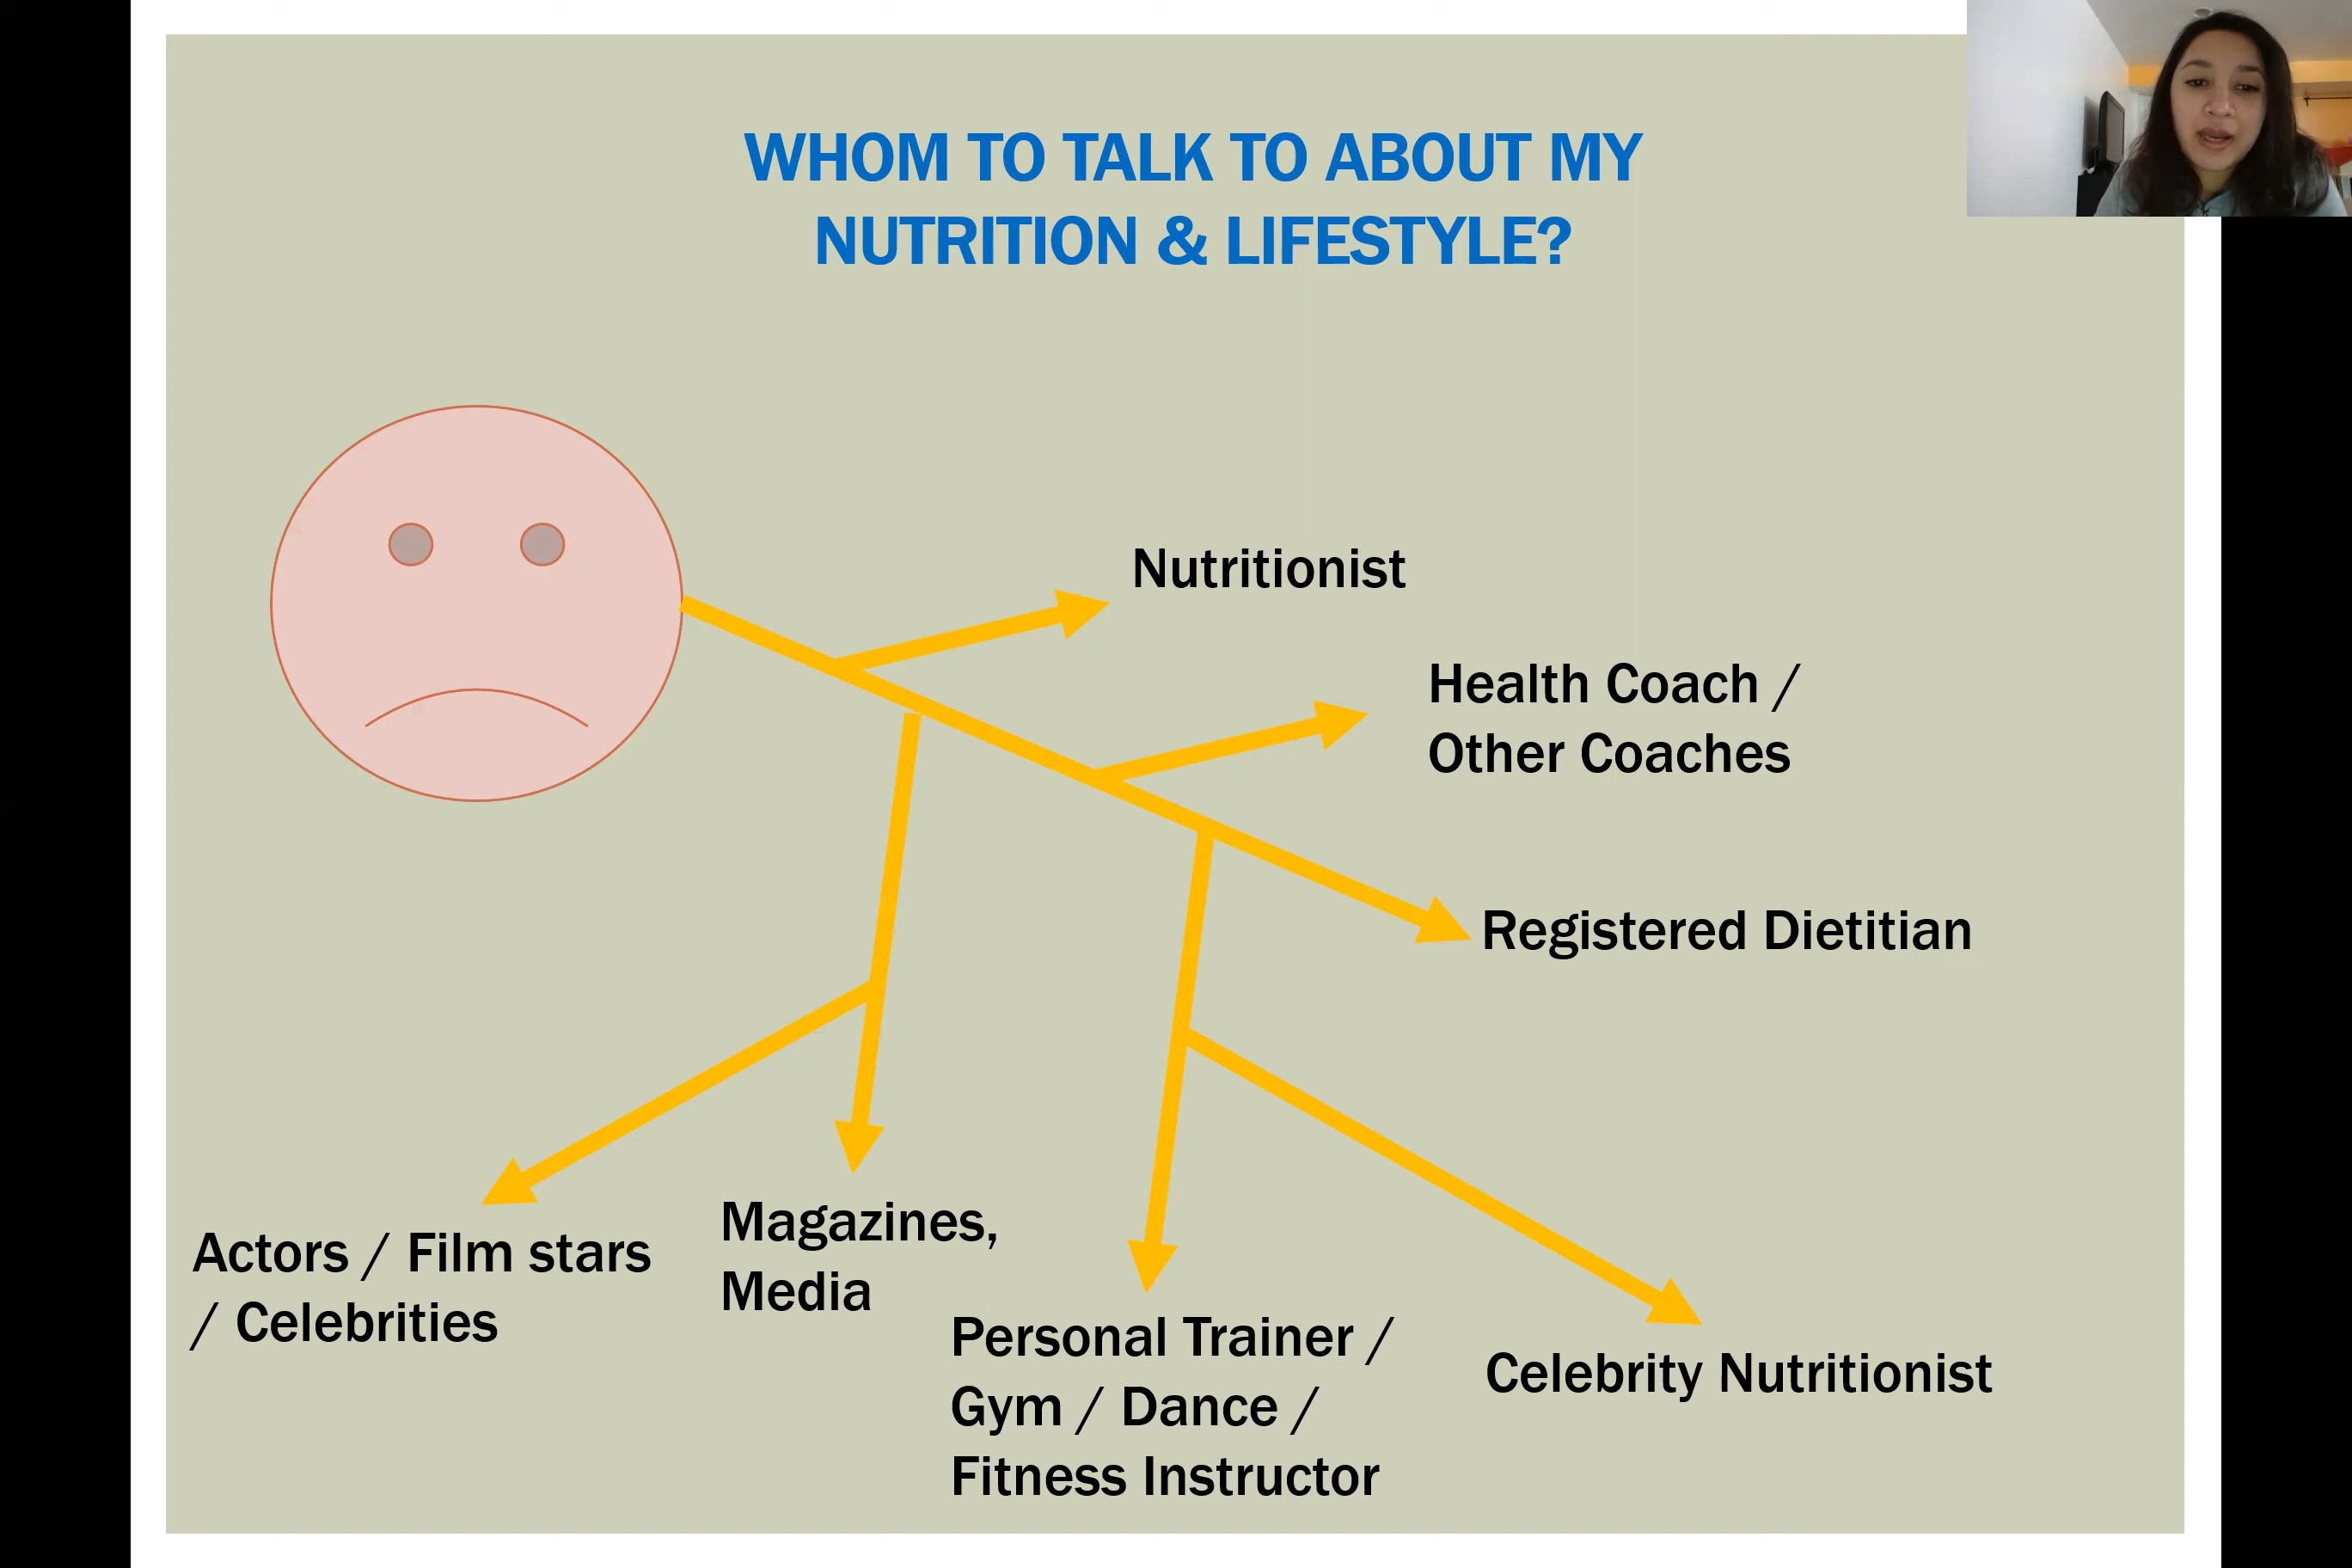 WHOM TO TALK TO ABOUT MY
NUTRITION & LIFESTYLE?
Nutritionist
Health Coach /
Other Coaches
Registered Dietitian
Actors / Film stars
/ Celebrities
Magazines,
Media
Personal Trainer /
Gym / Dance /
Fitness Instructor
Celebrity Nutritionist